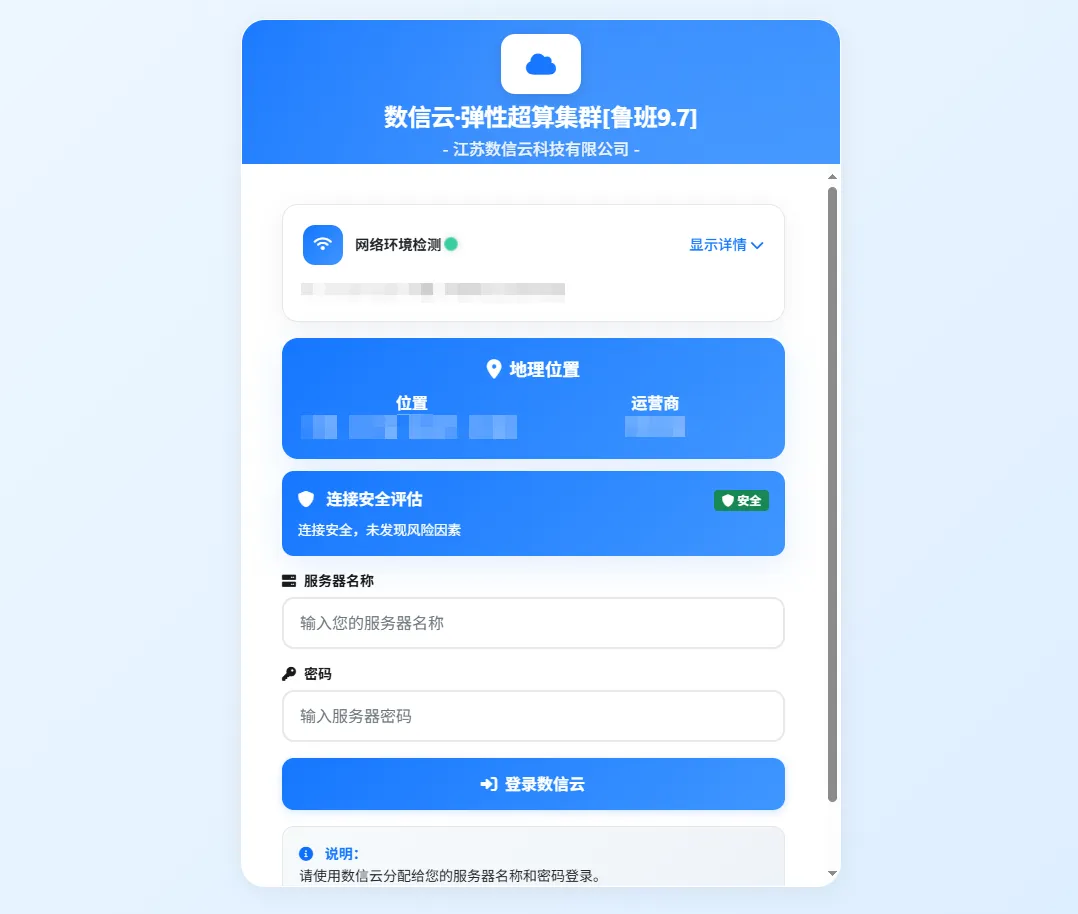 数信云·弹性超算集群[鲁班9.7]
- 江苏数信云科技有限公司 -
网络环境检测
显示详情
地理位置
位置
运营商
连接安全评估
安全
连接安全，未发现风险因素
服务器名称
输入您的服务器名称
密码
输入服务器密码
登录数信云
说明：
请使用数信云分配给您的服务器名称和密码登录。